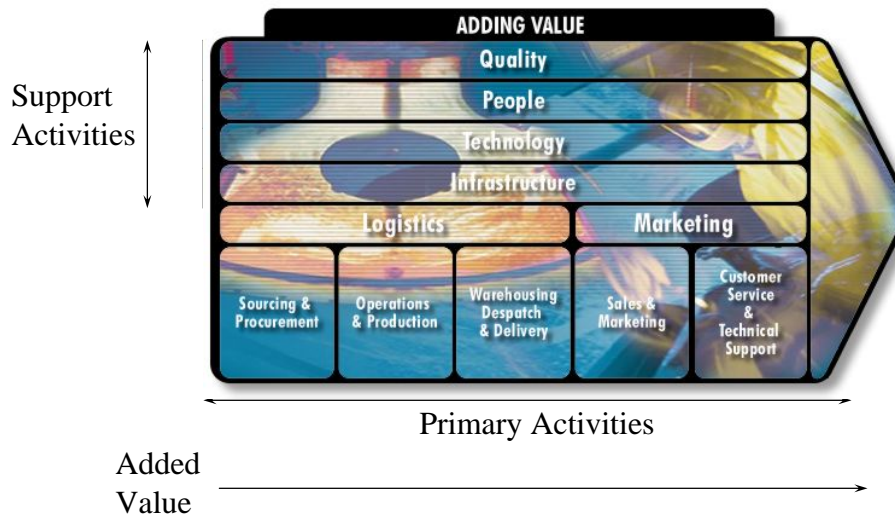 ADDING VALUE
Quality
People
Technology
Infrastructure
Support
Activities
Logistics
Marketing
Sourcing &
Procurement
Operations
& Production
Warehousing
Despatch
& Delivery
Sales &
Marketing
Customer
Service
&
Technical
Support
Primary Activities
Added
Value